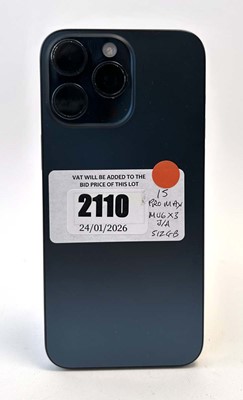 VAT WILL BE ADDED TO THE
BID PRICE OF THIS LOT
2110
24/01/2026
15
PRO MAX
MU6X3
J/A
512GB